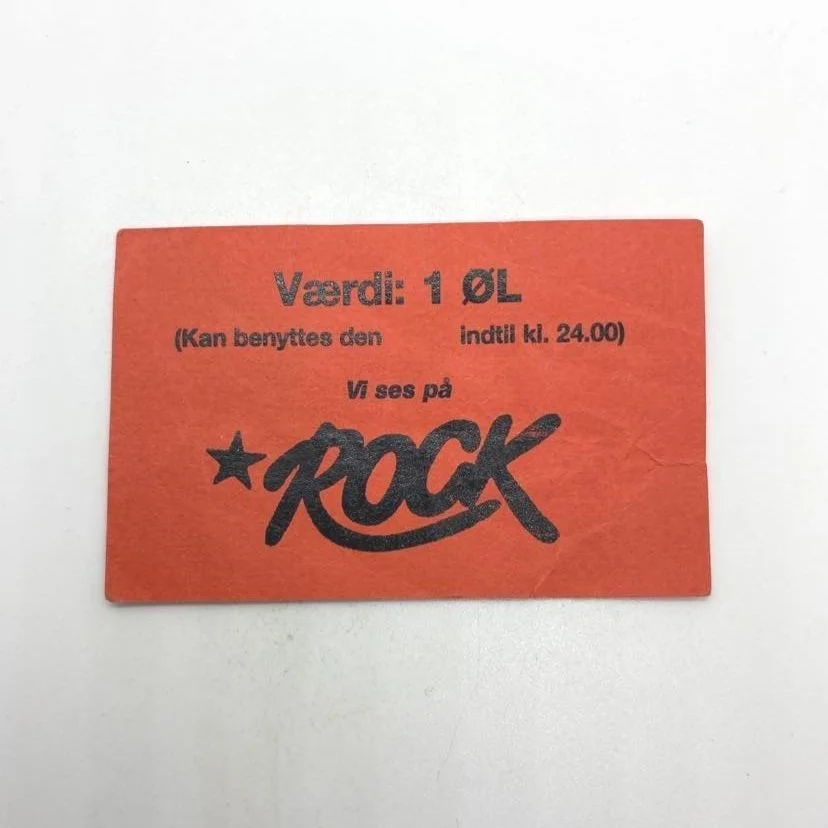 Værdi: 1 ØL
(Kan benyttes den indtil kl. 24.00)
Vi ses på
ROCK